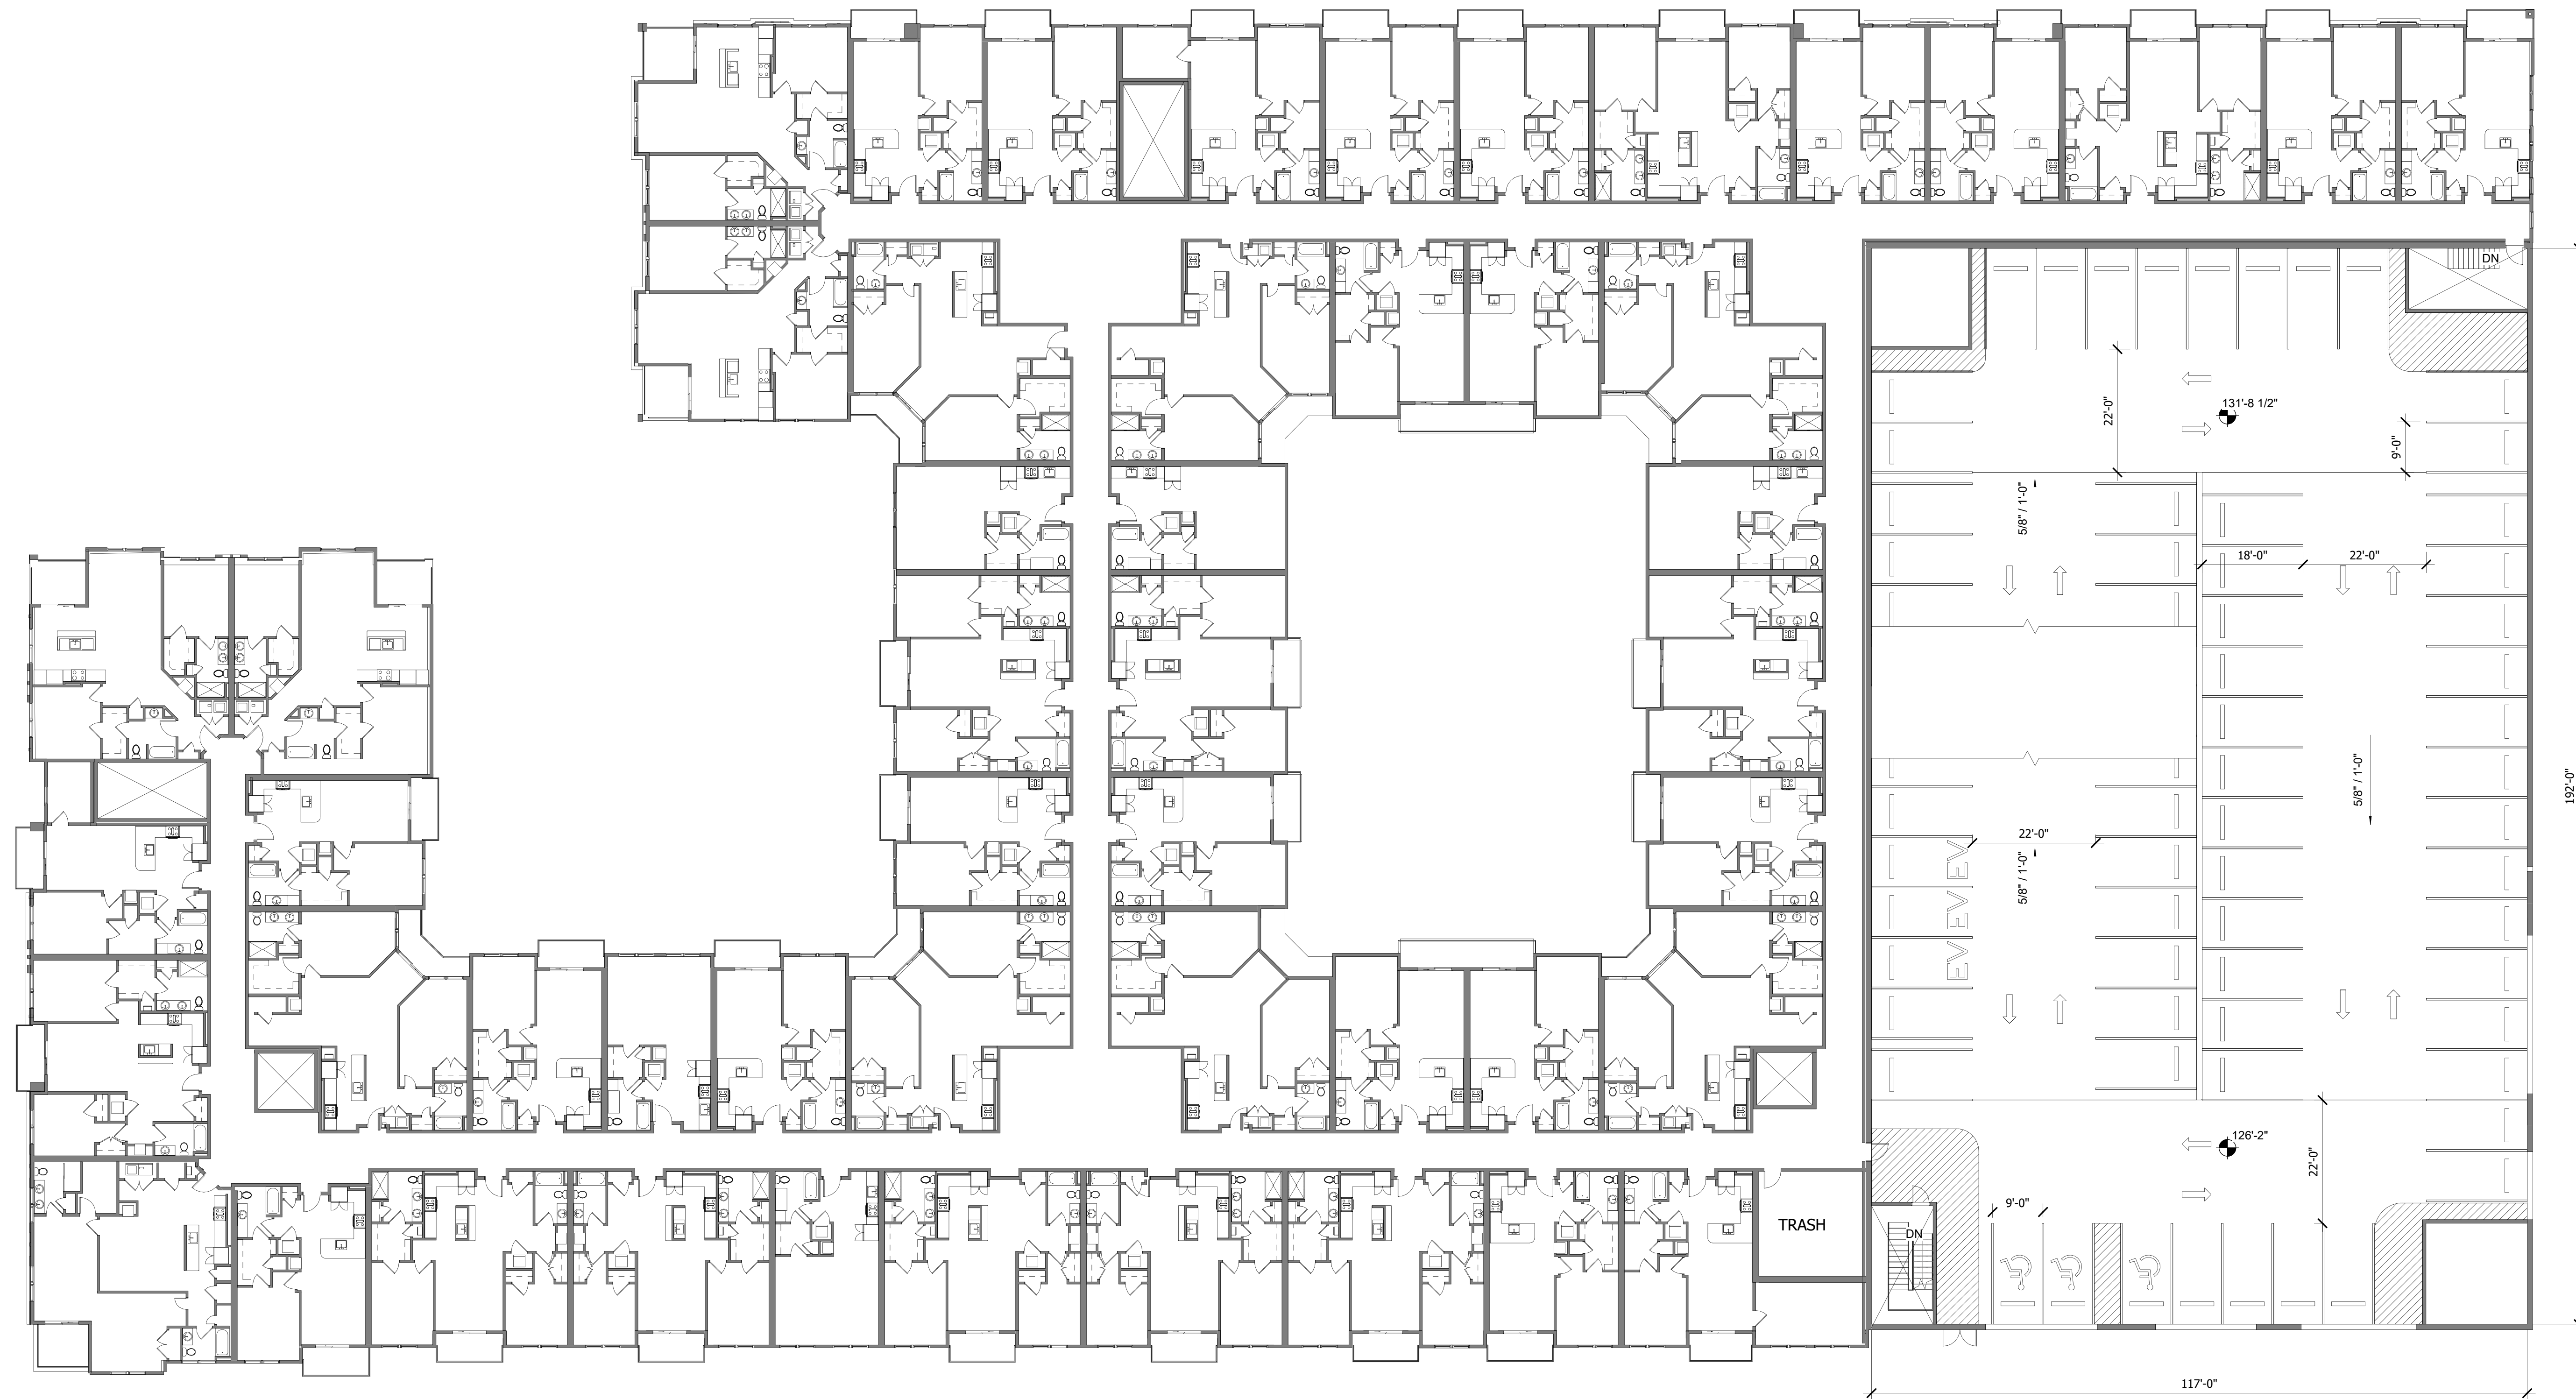 DN
131'-8 1/2"
22'-0"
9'-0"
5/8" / 1'-0"
18'-0"
22'-0"
192'-0"
5/8" / 1'-0"
22'-0"
EV EV
EV EV
5/8" / 1'-0"
126'-2"
22'-0"
9'-0"
TRASH
DN
117'-0"